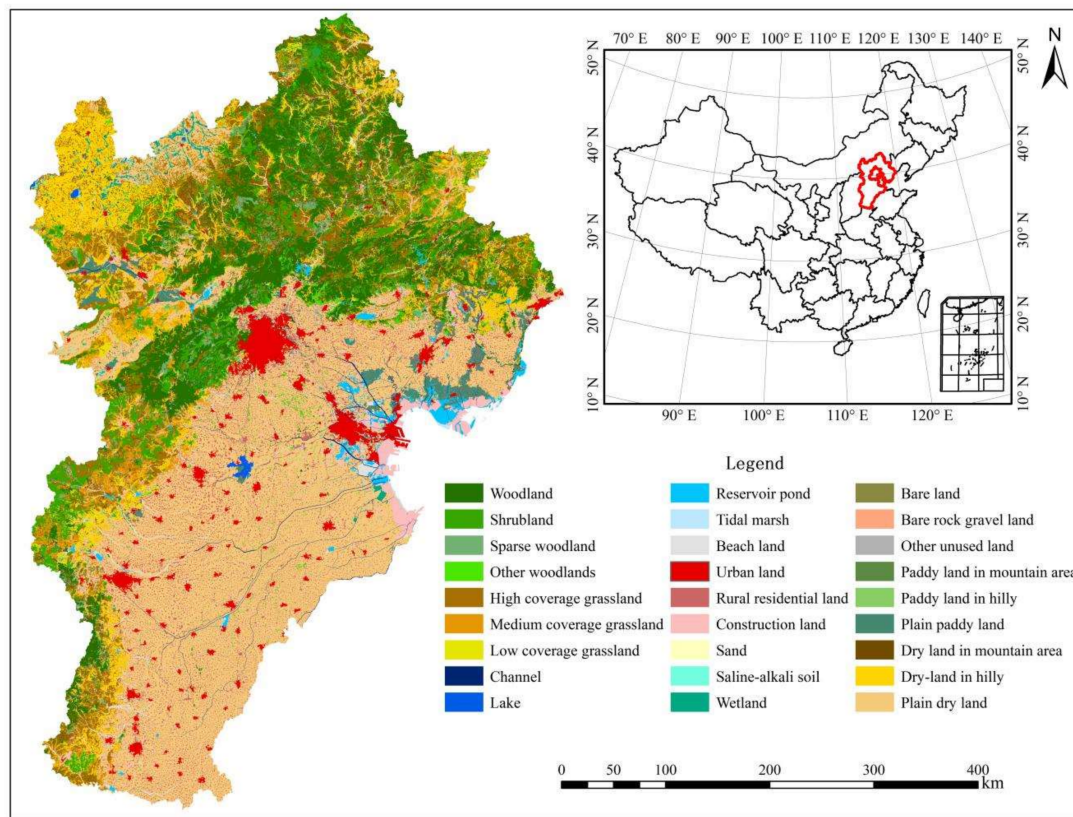 70° E 80° E 90° E 100° E 110° E 120° E 130° E 140° E
N
50° N 50° N
40° N 40° N
30° N 30° N
20° N 20° N
10° N 10° N
90° E 100° E 110° E 120° E
Legend
Woodland
Shrubland
Sparse woodland
Other woodlands
High coverage grassland
Medium coverage grassland
Low coverage grassland
Channel
Lake
Reservoir pond
Tidal marsh
Beach land
Urban land
Rural residential land
Construction land
Sand
Saline-alkali soil
Wetland
Bare land
Bare rock gravel land
Other unused land
Paddy land in mountain area
Paddy land in hilly
Plain paddy land
Dry land in mountain area
Dry-land in hilly
Plain dry land
0 50 100 200 300 400
km